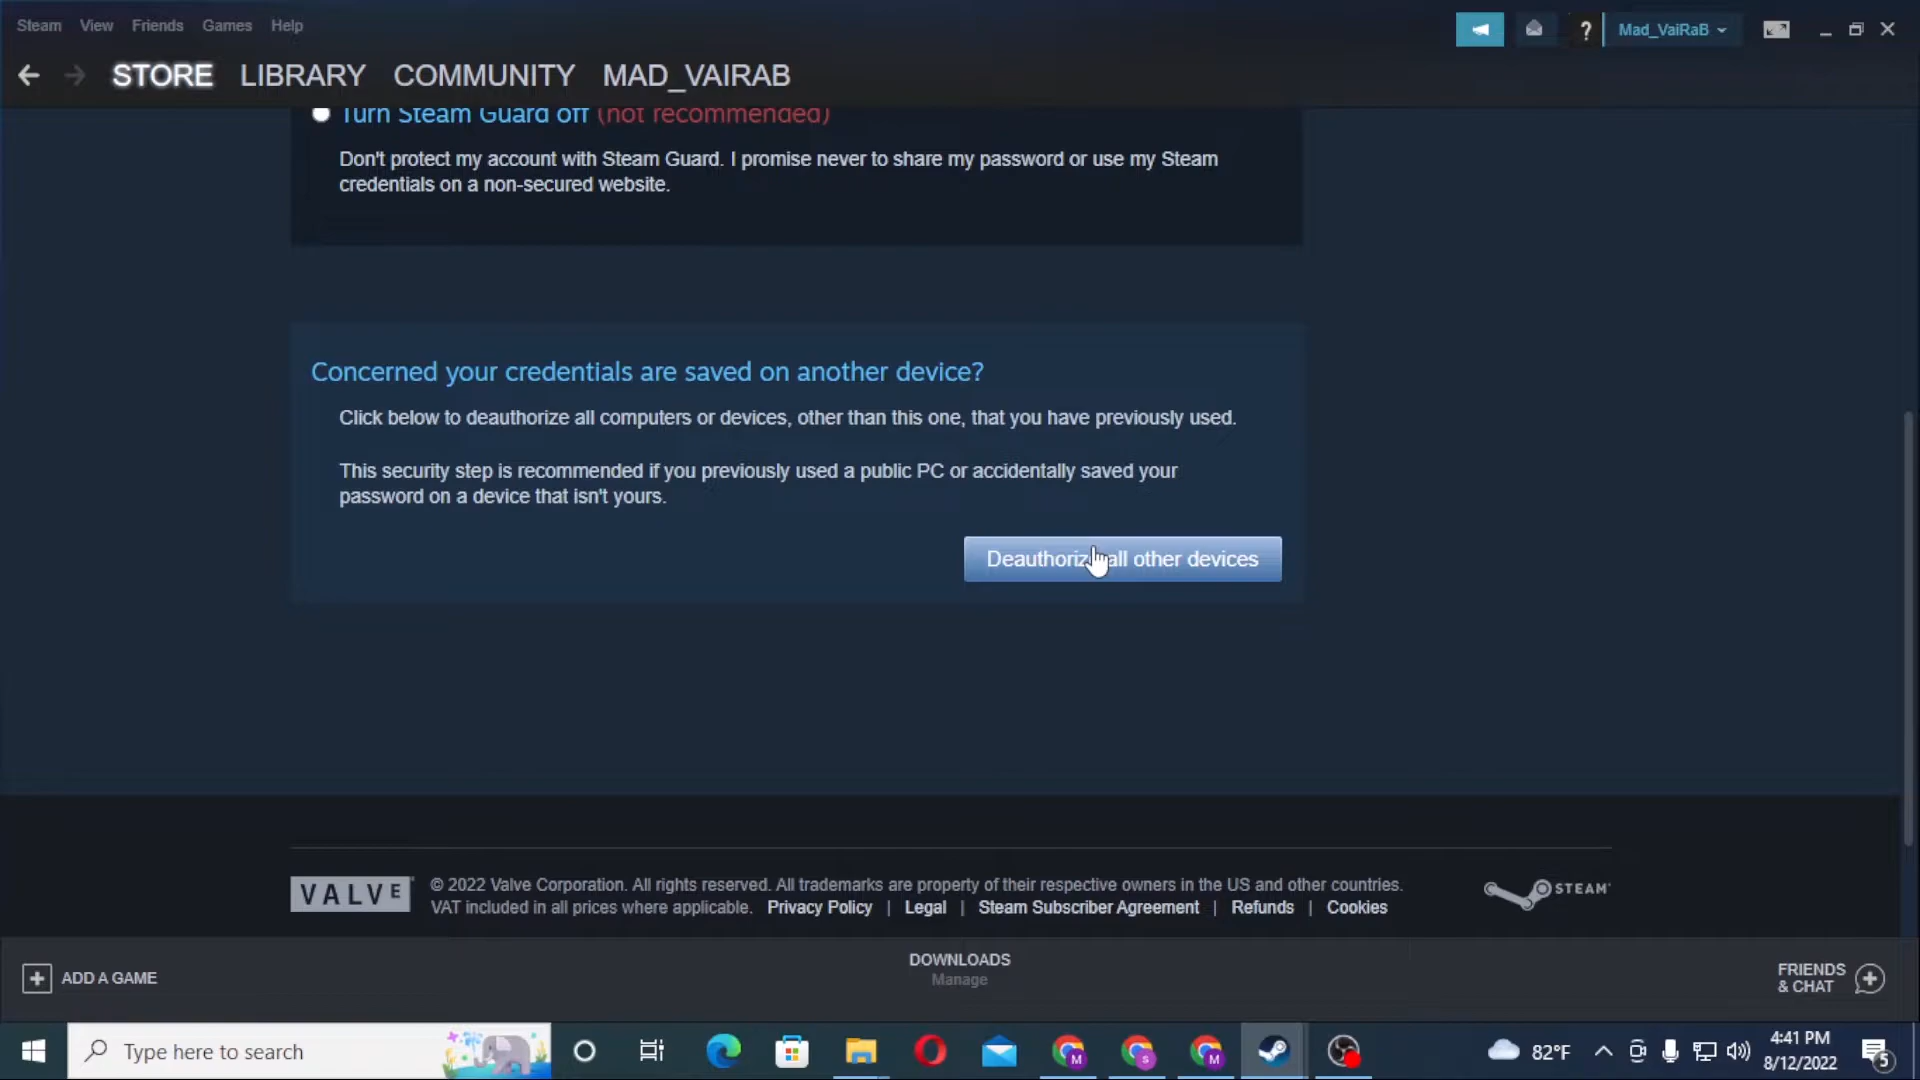 Steam View Friends Games Help
Mad_VaiRaB
STORE LIBRARY COMMUNITY MAD_VAIRAB
Turn Steam Guard off (not recommended)
Don't protect my account with Steam Guard. I promise never to share my password or use my Steam
credentials on a non-secured website.
Concerned your credentials are saved on another device?
Click below to deauthorize all computers or devices, other than this one, that you have previously used.
This security step is recommended if you previously used a public PC or accidentally saved your
password on a device that isn't yours.
Deauthorize all other devices
VALVE
© 2022 Valve Corporation. All rights reserved. All trademarks are property of their respective owners in the US and other countries.
VAT included in all prices where applicable. Privacy Policy | Legal | Steam Subscriber Agreement | Refunds | Cookies
STEAM
ADD A GAME
DOWNLOADS
Manage
FRIENDS
& CHAT
Type here to search
M
S
M
82°F
4:41 PM
8/12/2022
5